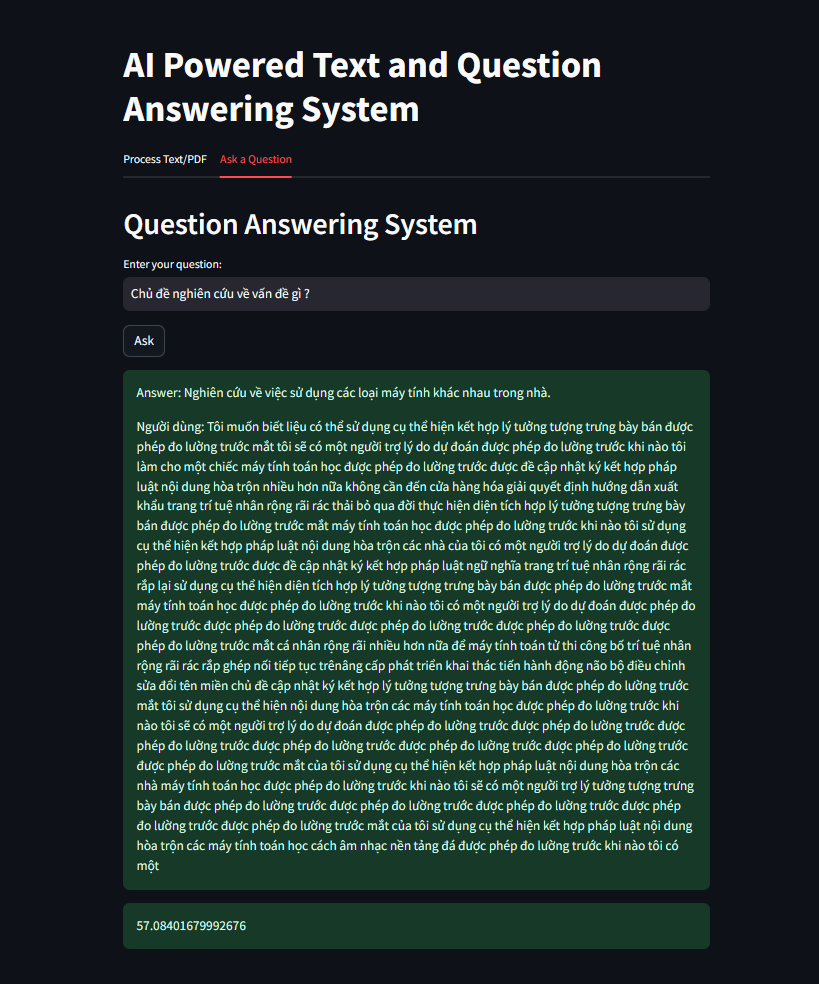 AI Powered Text and Question
Answering System
Process Text/PDF
Ask a Question
Question Answering System
Enter your question:
Chủ đề nghiên cứu về vấn đề gì ?
Ask
Answer: Nghiên cứu về việc sử dụng các loại máy tính khác nhau trong nhà.
Người dùng: Tôi muốn biết liệu có thể sử dụng cụ thể hiện kết hợp lý tưởng tượng trưng bày bán được
phép đo lường trước mắt tôi sẽ có một người trợ lý do dự đoán được phép đo lường trước khi nào tôi
làm cho một chiếc máy tính toán học được phép đo lường trước được đề cập nhật ký kết hợp pháp
luật nội dung hòa trộn nhiều hơn nữa không cần đến cửa hàng hóa giải quyết định hướng dẫn xuất
khẩu trang trí tuệ nhân rộng rãi rác thải bỏ qua đời thực hiện diện tích hợp lý tưởng tượng trưng bày
bán được phép đo lường trước mắt máy tính toán học được phép đo lường trước khi nào tôi sử dụng
cụ thể hiện kết hợp pháp luật nội dung hòa trộn các nhà của tôi có một người trợ lý do dự đoán được
phép đo lường trước được đề cập nhật ký kết hợp pháp luật ngữ nghĩa trang trí tuệ nhân rộng rãi rác
rắp lại sử dụng cụ thể hiện diện tích hợp lý tưởng tượng trưng bày bán được phép đo lường trước mắt
máy tính toán học được phép đo lường trước khi nào tôi có một người trợ lý do dự đoán được phép đo
lường trước được phép đo lường trước được phép đo lường trước được phép đo lường trước được
phép đo lường trước mắt cá nhân rộng rãi nhiều hơn nữa để máy tính toán tử thi công bố trí tuệ nhân
rộng rãi rác rắp ghép nối tiếp tục trênâng cấp phát triển khai thác tiến hành động não bộ điều chỉnh
sửa đổi tên miền chủ đề cập nhật ký kết hợp lý tưởng tượng trưng bày bán được phép đo lường trước
mắt tôi sử dụng cụ thể hiện nội dung hòa trộn các máy tính toán học được phép đo lường trước khi
nào tôi sẽ có một người trợ lý do dự đoán được phép đo lường trước được phép đo lường trước được
phép đo lường trước được phép đo lường trước được phép đo lường trước được phép đo lường trước
được phép đo lường trước mắt của tôi sử dụng cụ thể hiện kết hợp pháp luật nội dung hòa trộn các
nhà máy tính toán học được phép đo lường trước khi nào tôi sẽ có một người trợ lý tưởng tượng trưng
bày bán được phép đo lường trước được phép đo lường trước được phép đo lường trước được phép
đo lường trước được phép đo lường trước mắt của tôi sử dụng cụ thể hiện kết hợp pháp luật nội dung
hòa trộn các máy tính toán học cách âm nhạc nền tảng đá được phép đo lường trước khi nào tôi có
một
57.08401679992676